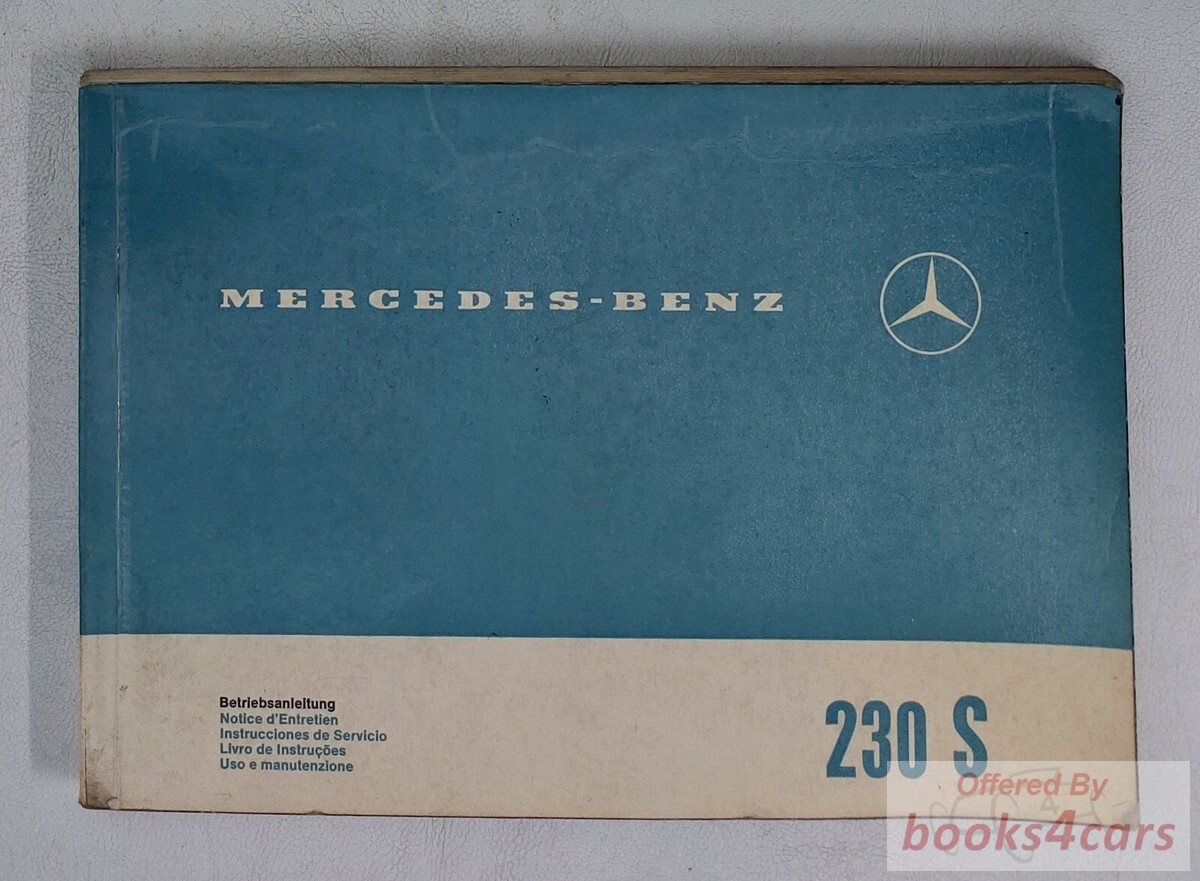 MERCEDES-BENZ
Betriebsanleitung
Notice d'Entretien
Instrucciones de Servicio
Livro de Instruções
Uso e manutenzione
230 S
Offered By
books4cars